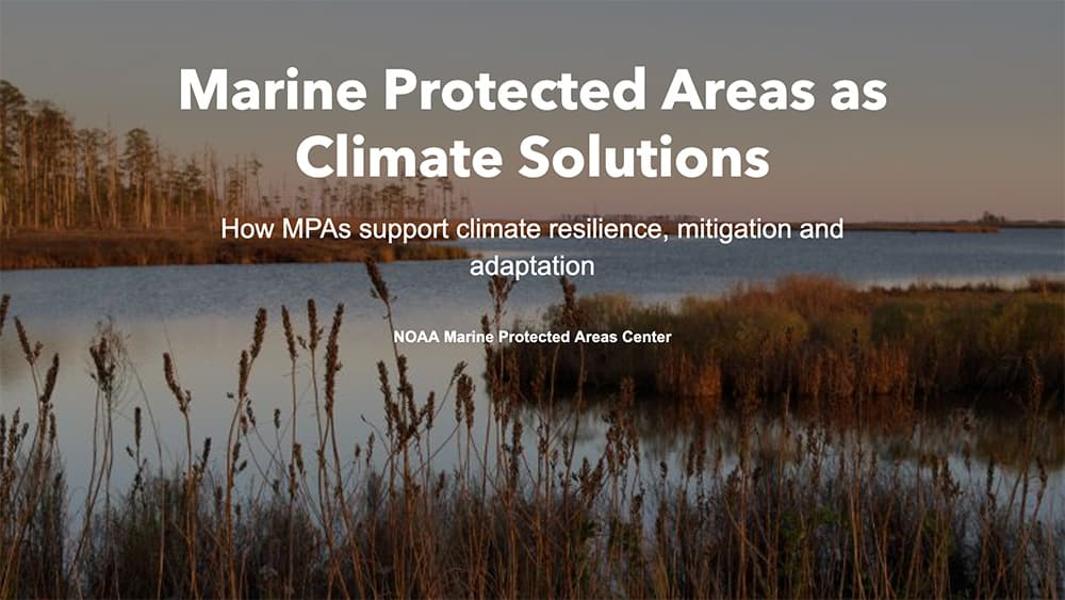 Marine Protected Areas as
Climate Solutions
How MPAs support climate resilience, mitigation and
adaptation
NOAA Marine Protected Areas Center